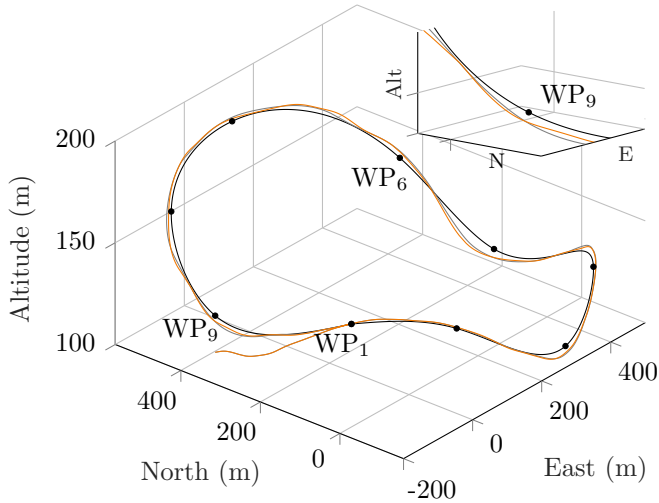 200
Alt
WP₉
N
E
WP₆
150
Altitude (m)
WP₉
WP₁
100
400
400
200
200
0
0
North (m)
-200
East (m)